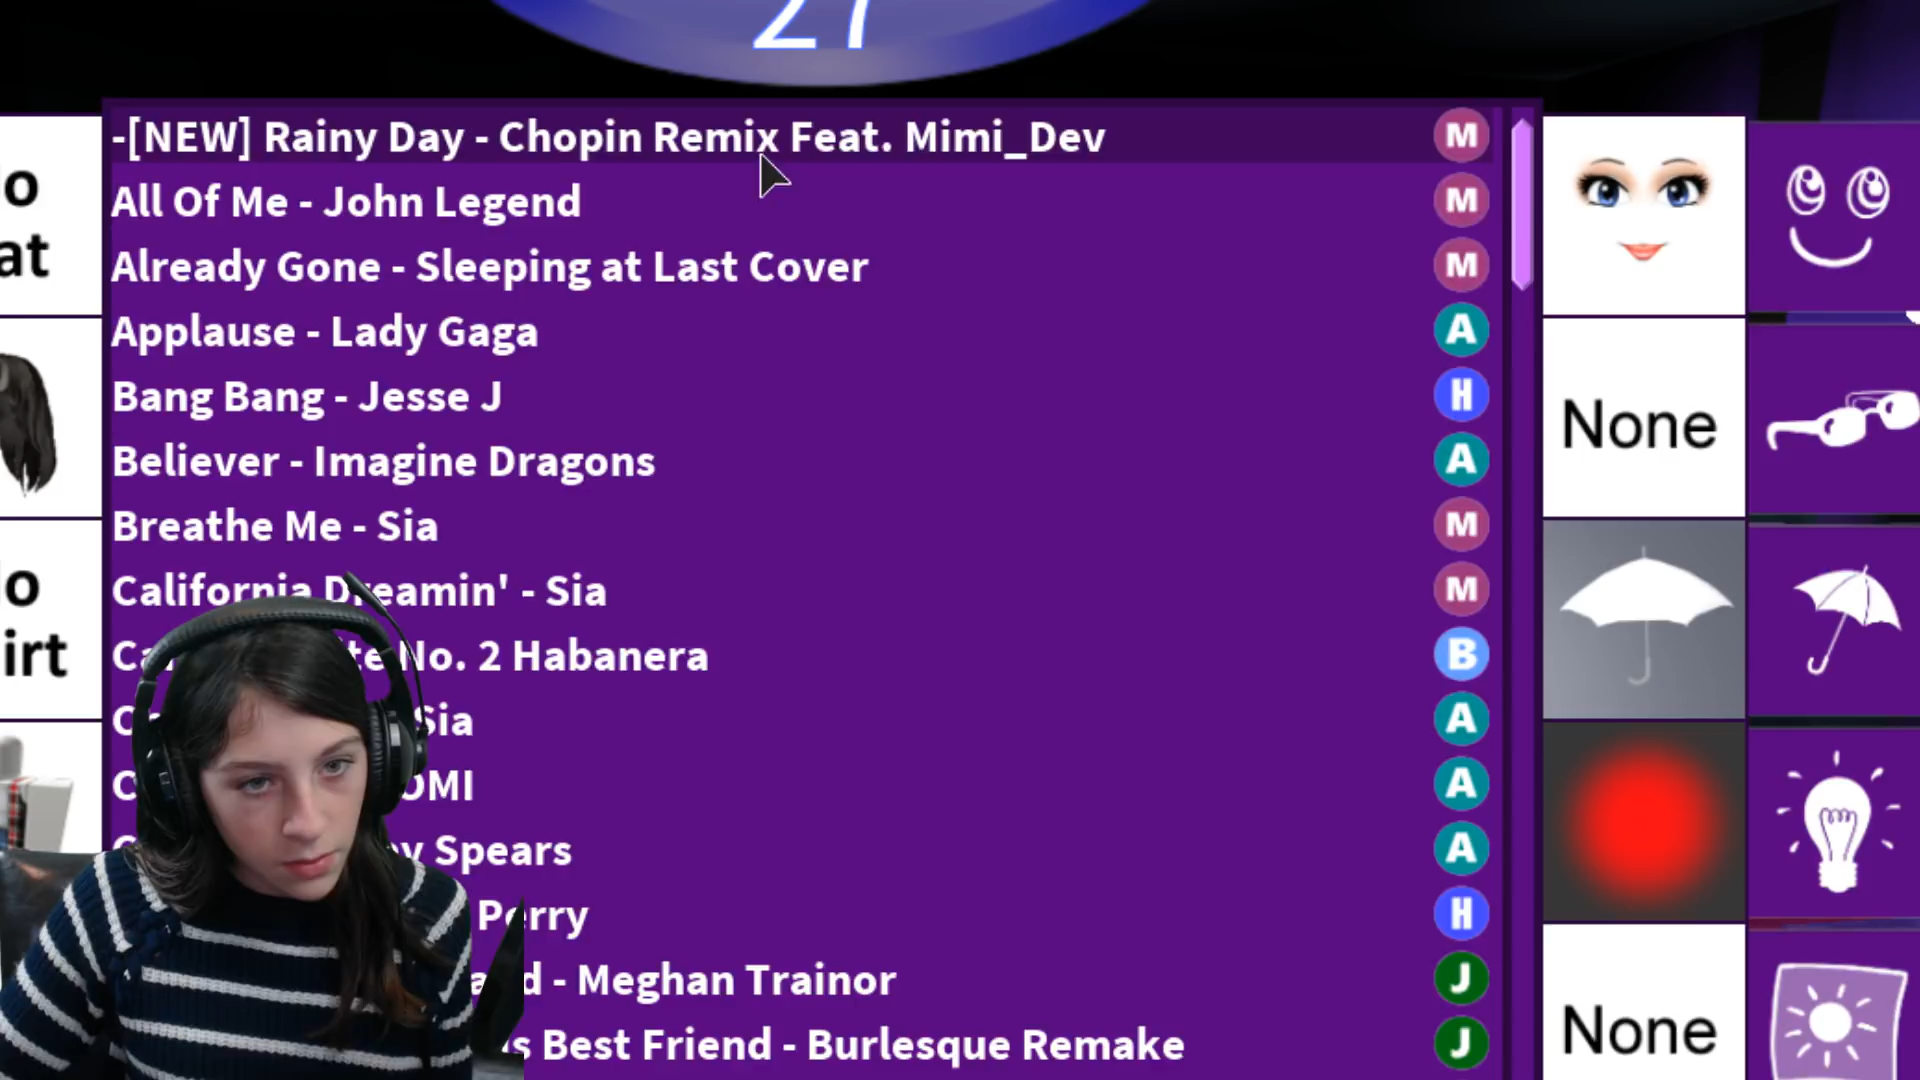 27
-[NEW] Rainy Day - Chopin Remix Feat. Mimi_Dev M
All Of Me - John Legend M
Already Gone - Sleeping at Last Cover M
Applause - Lady Gaga A
Bang Bang - Jesse J H
Believer - Imagine Dragons A
Breathe Me - Sia M
California Dreamin' - Sia M
No. 2 Habanera B
Sia A
A
Spears A
Perry H
- Meghan Trainor J
Best Friend - Burlesque Remake J
None
None